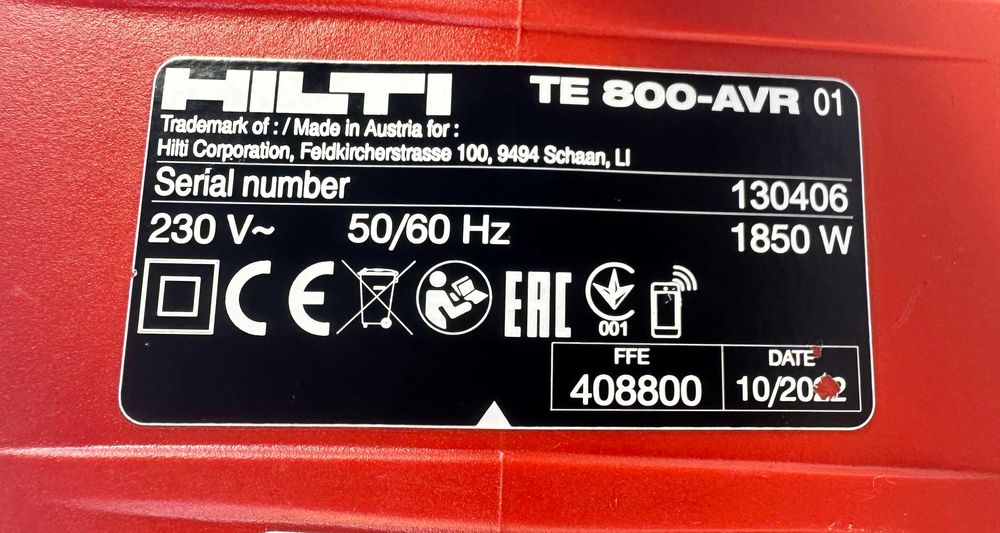 HILTI
TE 800-AVR 01
Trademark of : / Made in Austria for :
Hilti Corporation, Feldkircherstrasse 100, 9494 Schaan, LI
Serial number 130406
230 V~ 50/60 Hz 1850 W
CE EAC
001
FFE DATE
408800